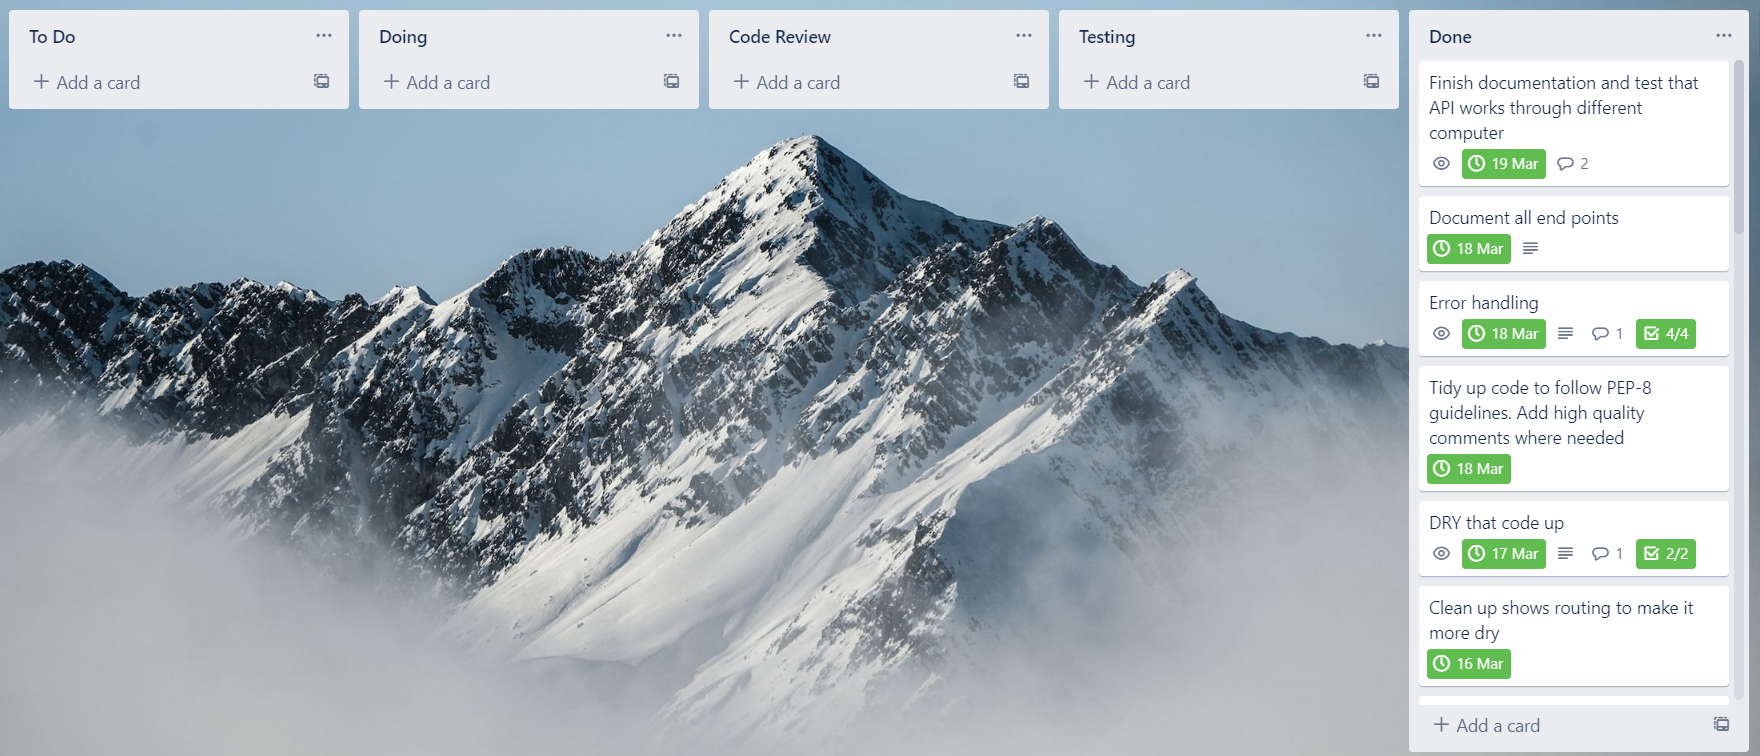 To Do
Add a card
Doing
Add a card
Code Review
Add a card
Testing
Add a card
Done
Finish documentation and test that
API works through different
computer
19 Mar 2
Document all end points
18 Mar
Error handling
18 Mar 1 4/4
Tidy up code to follow PEP-8
guidelines. Add high quality
comments where needed
18 Mar
DRY that code up
17 Mar 1 2/2
Clean up shows routing to make it
more dry
16 Mar
Add a card